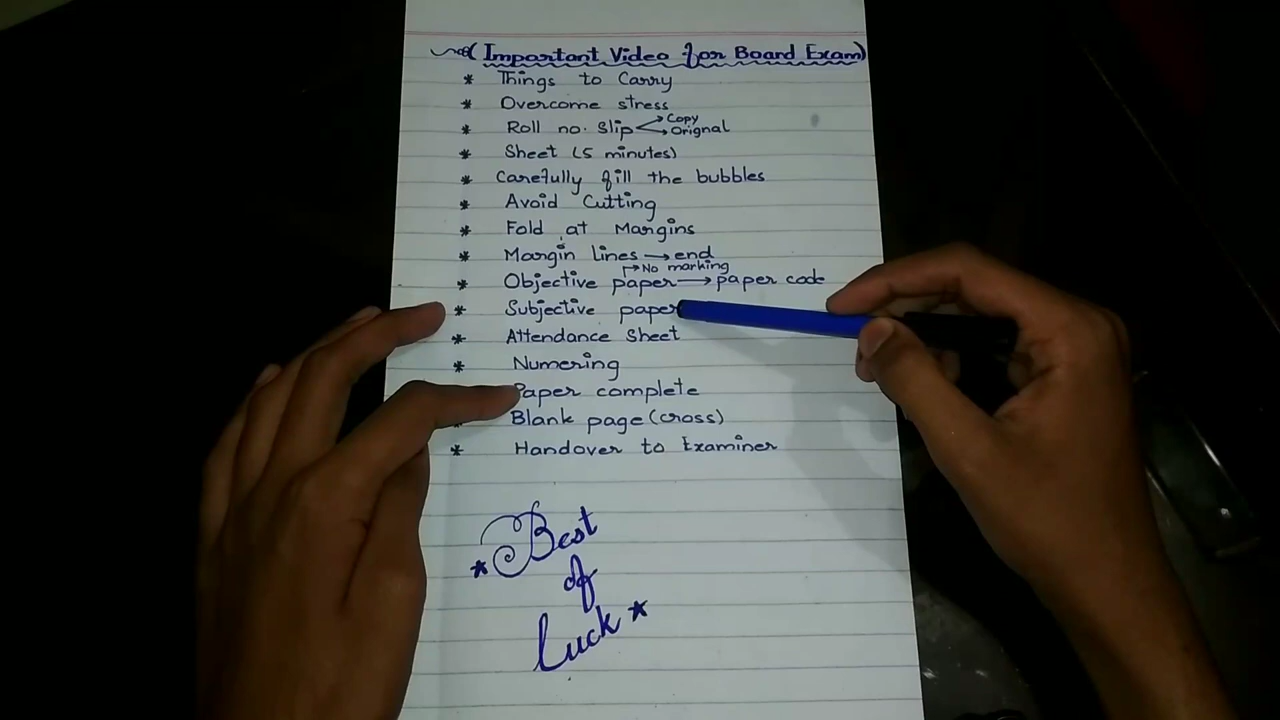 (Important Video for Board Exam)
* Things to Carry
* Overcome stress
* Roll no. Slip → Copy
→ Orignal
* Sheet (5 minutes)
* Carefully fill the bubbles
* Avoid Cutting
* Fold at Margins
* Margin lines → end
→ No marking
* Objective paper → paper code
* Subjective paper
* Attendance Sheet
* Numering
Paper complete
* Blank page (cross)
* Handover to Examiner
* Best
of
Luck *